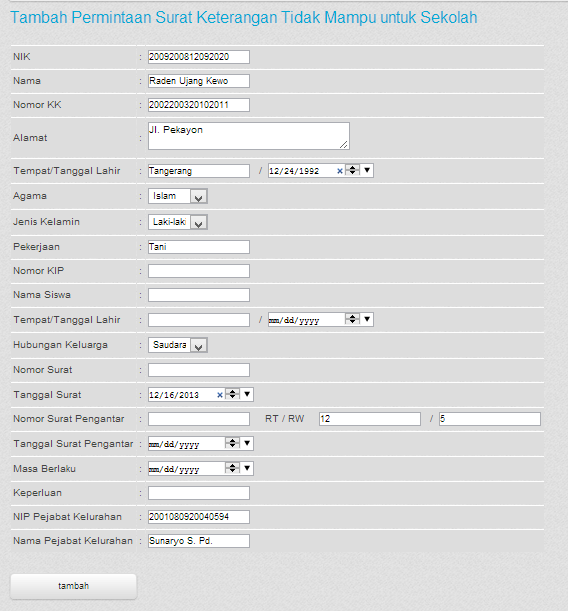 Tambah Permintaan Surat Keterangan Tidak Mampu untuk Sekolah
NIK : 2009200812092020
Nama : Raden Ujang Kewo
Nomor KK : 2002200320102011
Alamat : Jl. Pekayon
Tempat/Tanggal Lahir : Tangerang / 12/24/1992
Agama : Islam
Jenis Kelamin : Laki-laki
Pekerjaan : Tani
Nomor KIP :
Nama Siswa :
Tempat/Tanggal Lahir : / mm/dd/yyyy
Hubungan Keluarga : Saudara
Nomor Surat :
Tanggal Surat : 12/16/2013
Nomor Surat Pengantar : RT / RW 12 / 5
Tanggal Surat Pengantar : mm/dd/yyyy
Masa Berlaku : mm/dd/yyyy
Keperluan :
NIP Pejabat Kelurahan : 2001080920040594
Nama Pejabat Kelurahan : Sunaryo S. Pd.
tambah